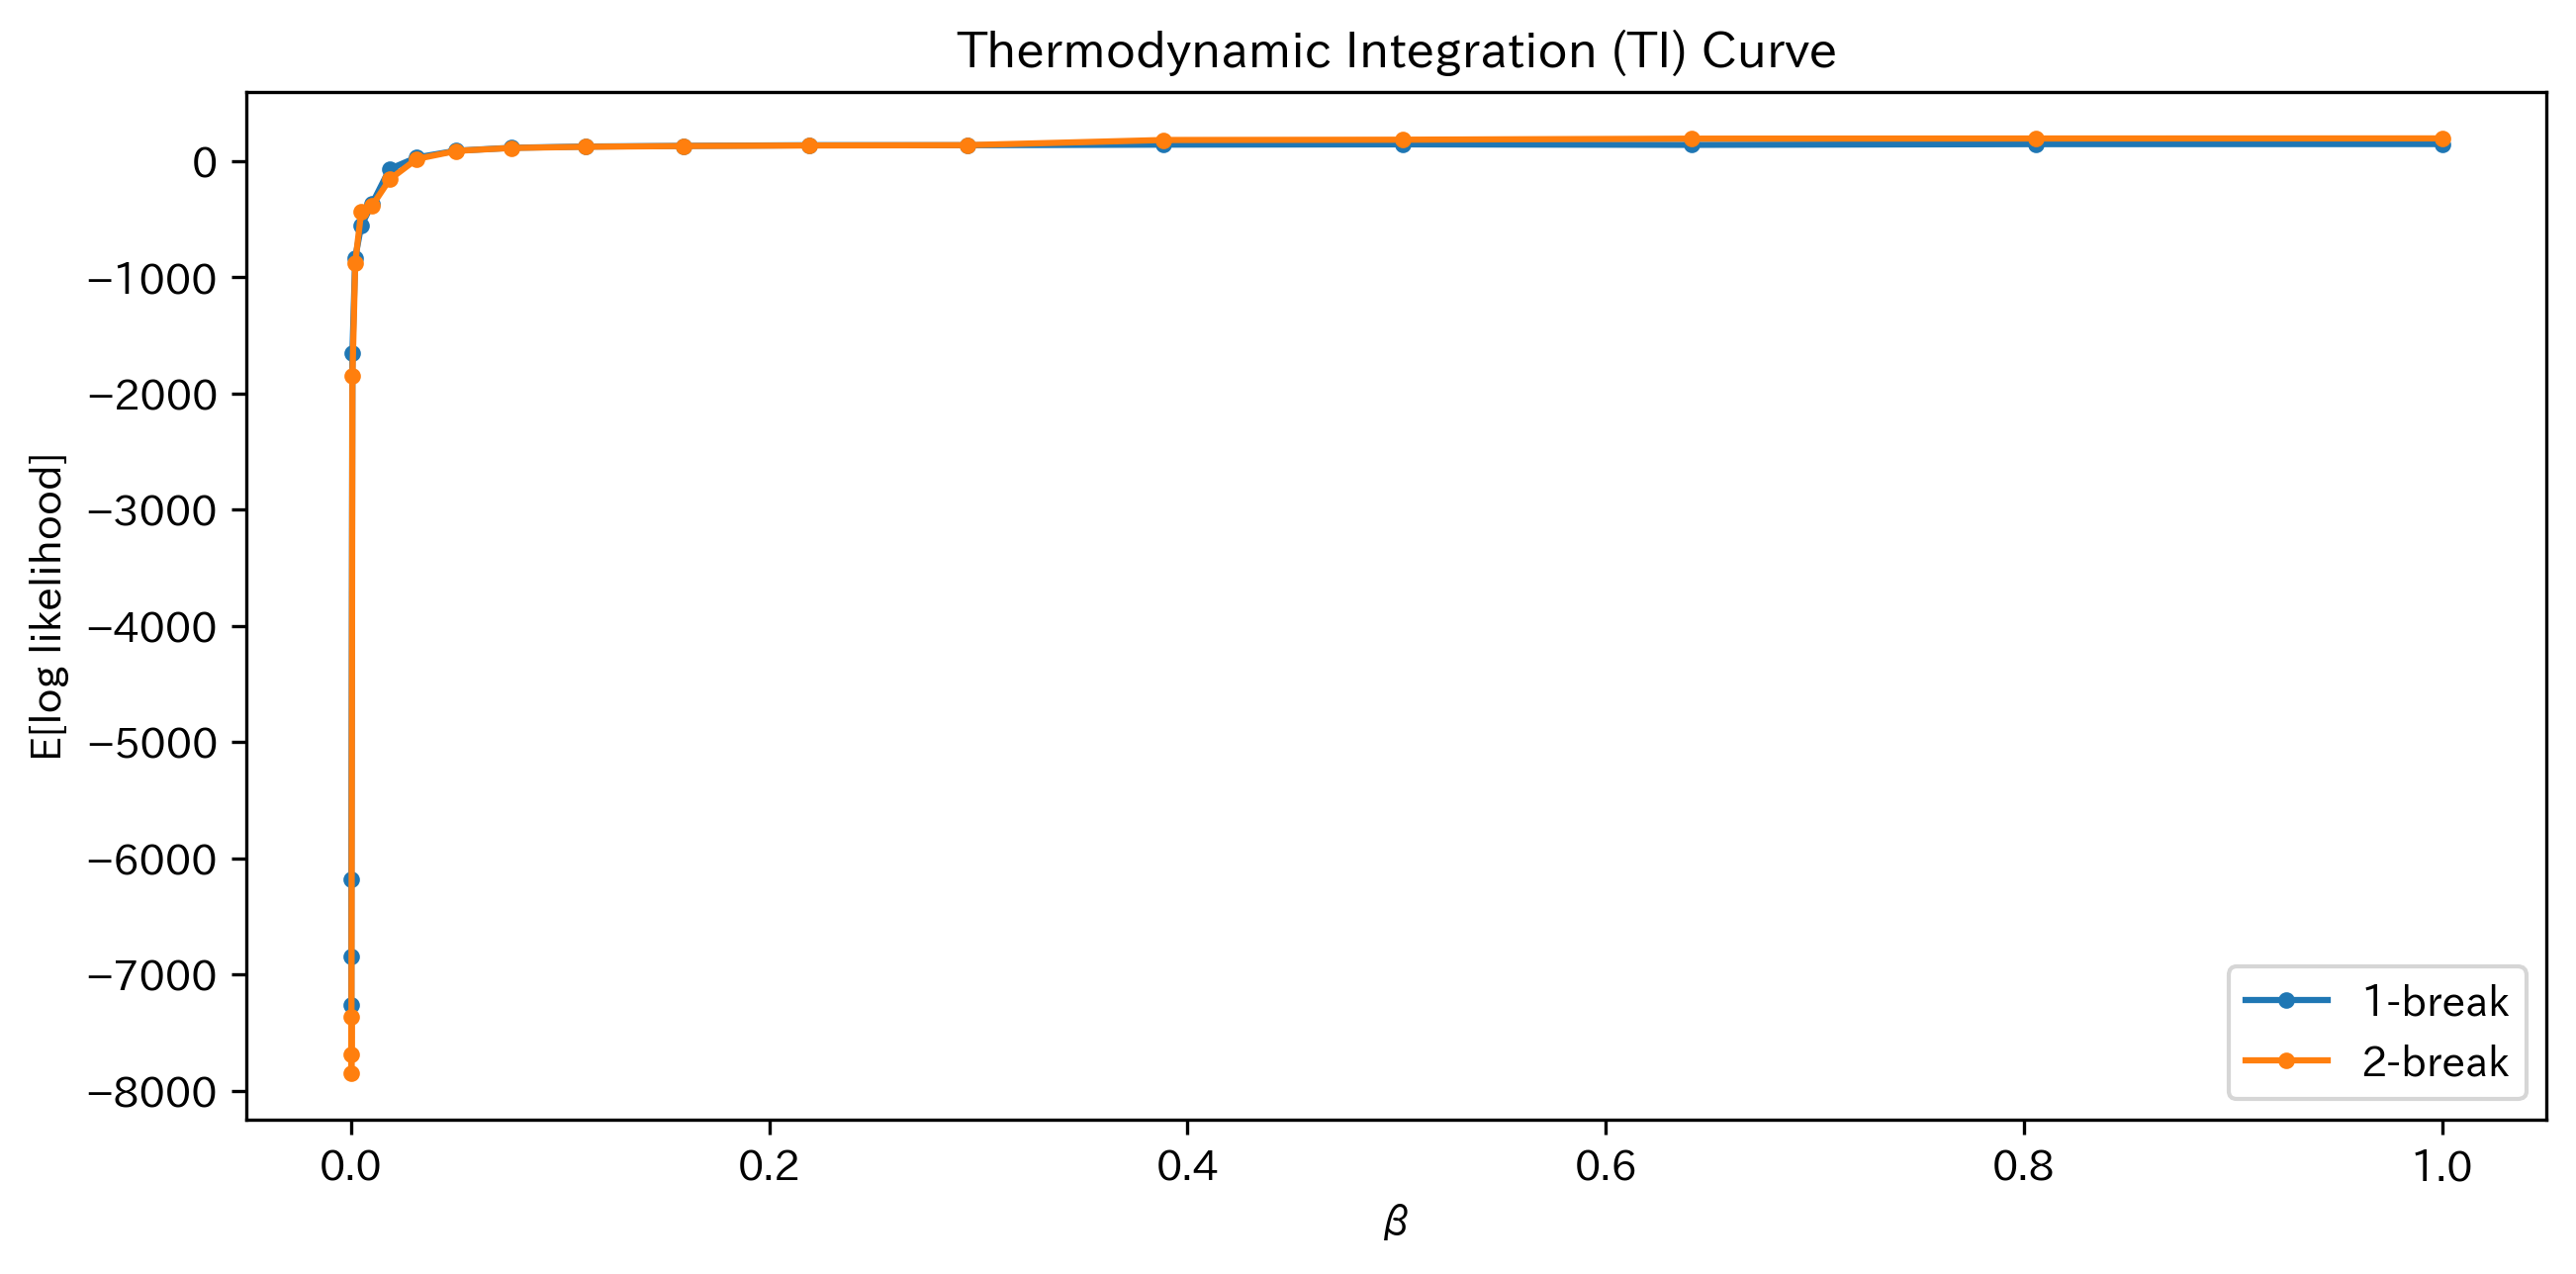 Thermodynamic Integration (TI) Curve
E[log likelihood]
0
−1000
−2000
−3000
−4000
−5000
−6000
−7000
−8000
1-break
2-break
0.0 0.2 0.4 0.6 0.8 1.0
β